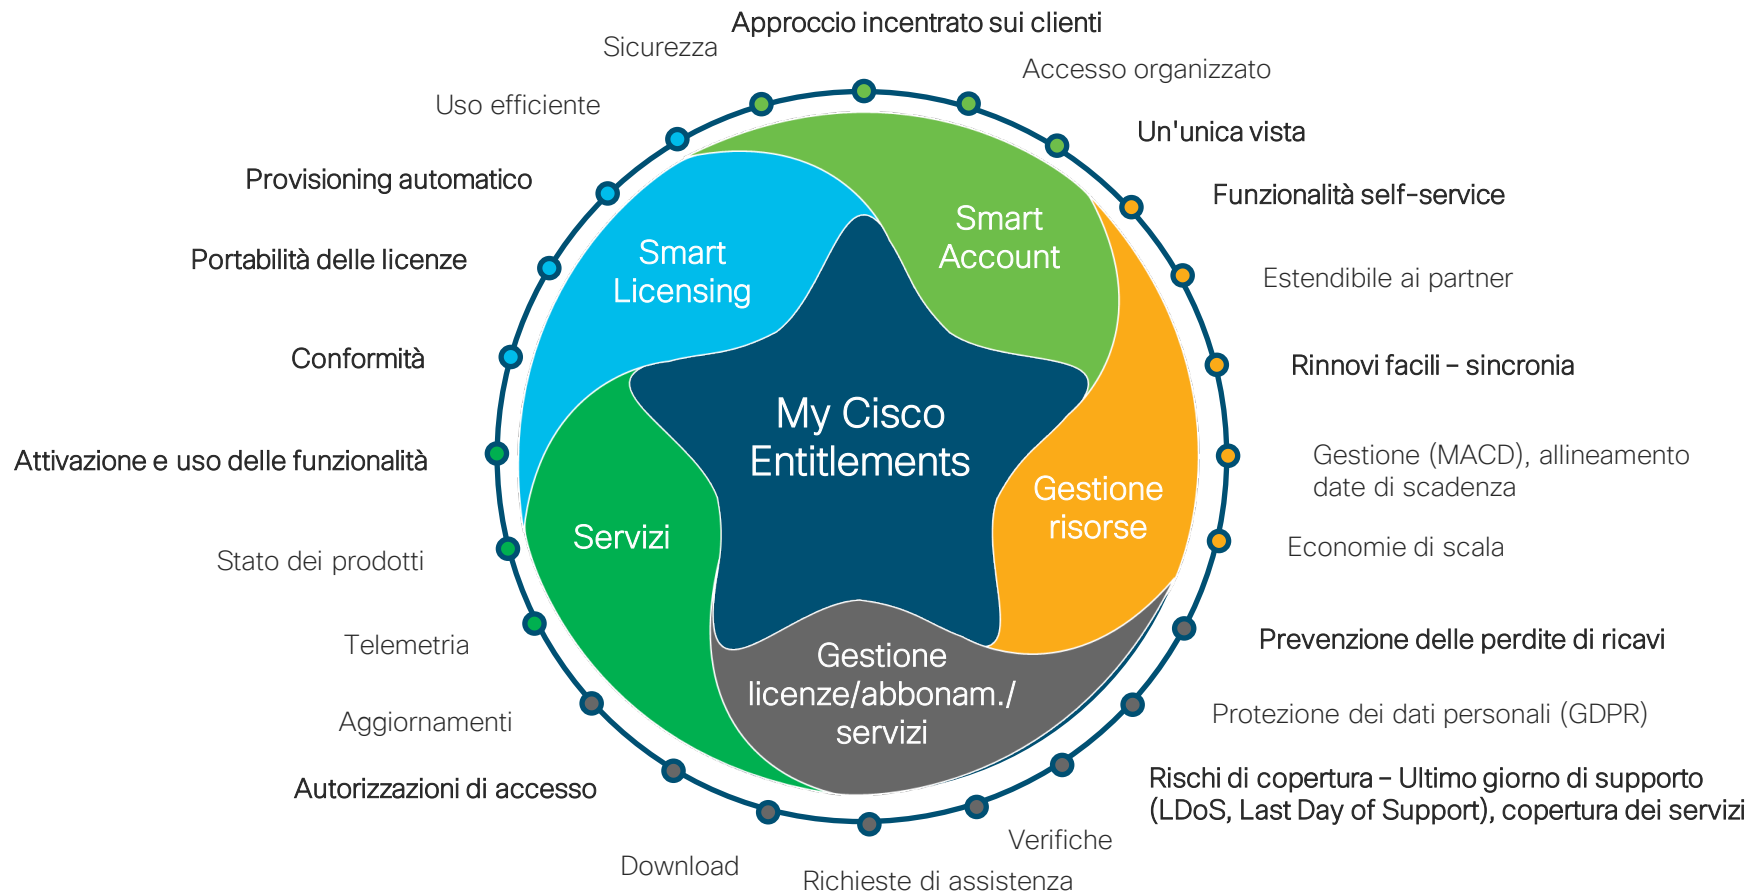 Approccio incentrato sui clienti
Sicurezza
Accesso organizzato
Uso efficiente
Un'unica vista
Provisioning automatico
Funzionalità self-service
Portabilità delle licenze
Estendibile ai partner
Conformità
Rinnovi facili – sincronia
Attivazione e uso delle funzionalità
Gestione (MACD), allineamento
date di scadenza
Stato dei prodotti
Economie di scala
Telemetria
Prevenzione delle perdite di ricavi
Aggiornamenti
Protezione dei dati personali (GDPR)
Autorizzazioni di accesso
Rischi di copertura – Ultimo giorno di supporto
(LDoS, Last Day of Support), copertura dei servizi
Download
Richieste di assistenza
Verifiche
Smart
Licensing
Smart
Account
My Cisco
Entitlements
Servizi
Gestione
risorse
Gestione
licenze/abbonam./
servizi